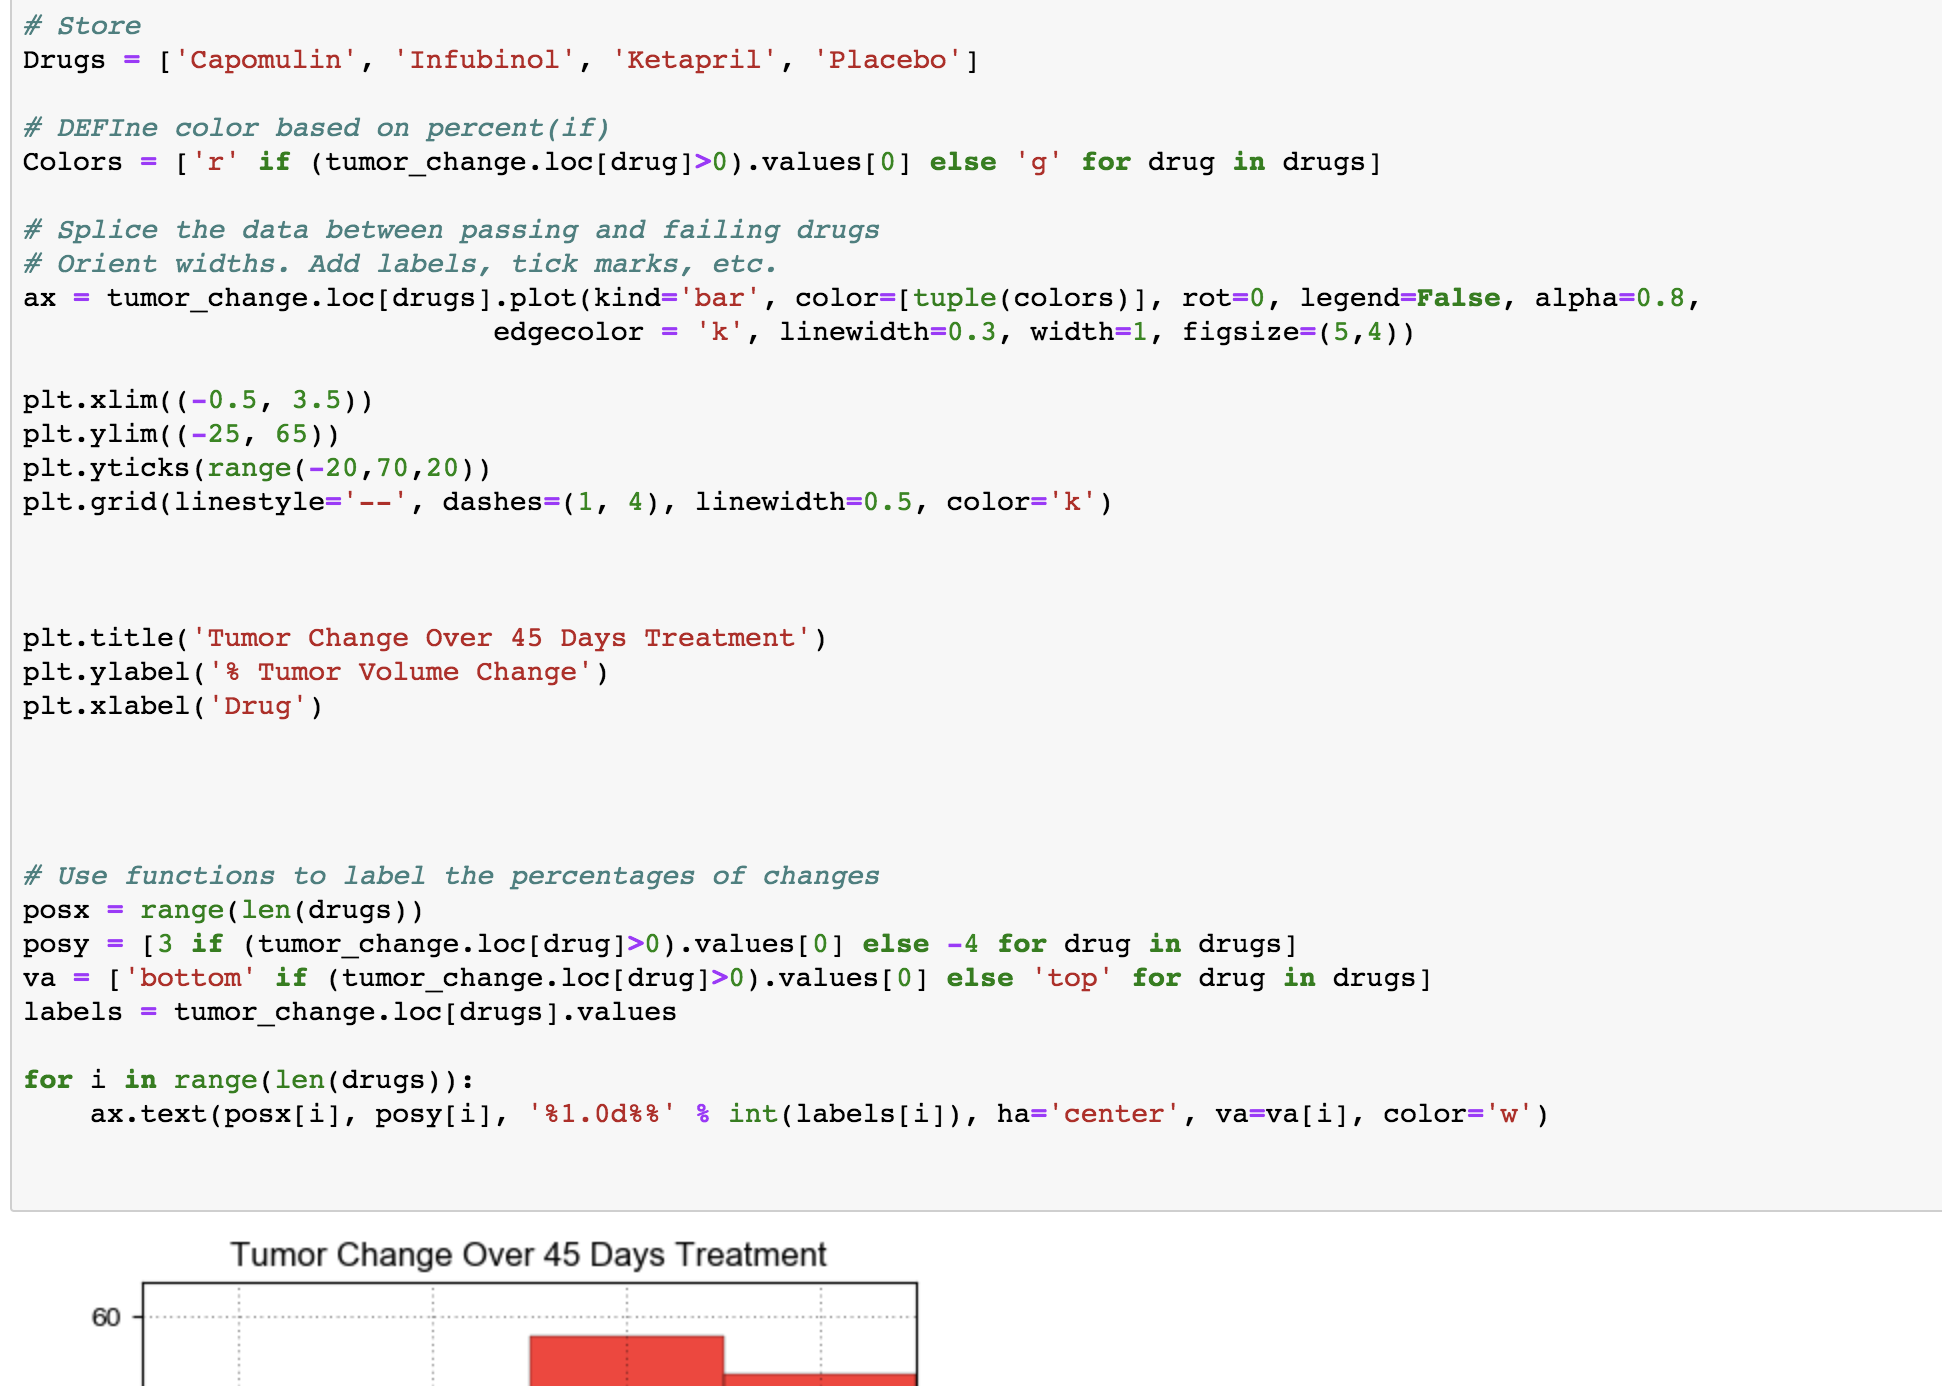 # Store
Drugs = ['Capomulin', 'Infubinol', 'Ketapril', 'Placebo']
# DEFIne color based on percent(if)
Colors = ['r' if (tumor_change.loc[drug]>0).values[0] else 'g' for drug in drugs]
# Splice the data between passing and failing drugs
# Orient widths. Add labels, tick marks, etc.
ax = tumor_change.loc[drugs].plot(kind='bar', color=[tuple(colors)], rot=0, legend=False, alpha=0.8,
edgecolor = 'k', linewidth=0.3, width=1, figsize=(5,4))
plt.xlim((-0.5, 3.5))
plt.ylim((-25, 65))
plt.yticks(range(-20,70,20))
plt.grid(linestyle='--', dashes=(1, 4), linewidth=0.5, color='k')
plt.title('Tumor Change Over 45 Days Treatment')
plt.ylabel('% Tumor Volume Change')
plt.xlabel('Drug')
# Use functions to label the percentages of changes
posx = range(len(drugs))
posy = [3 if (tumor_change.loc[drug]>0).values[0] else -4 for drug in drugs]
va = ['bottom' if (tumor_change.loc[drug]>0).values[0] else 'top' for drug in drugs]
labels = tumor_change.loc[drugs].values
for i in range(len(drugs)):
    ax.text(posx[i], posy[i], '%1.0d%%' % int(labels[i]), ha='center', va=va[i], color='w')
Tumor Change Over 45 Days Treatment
60